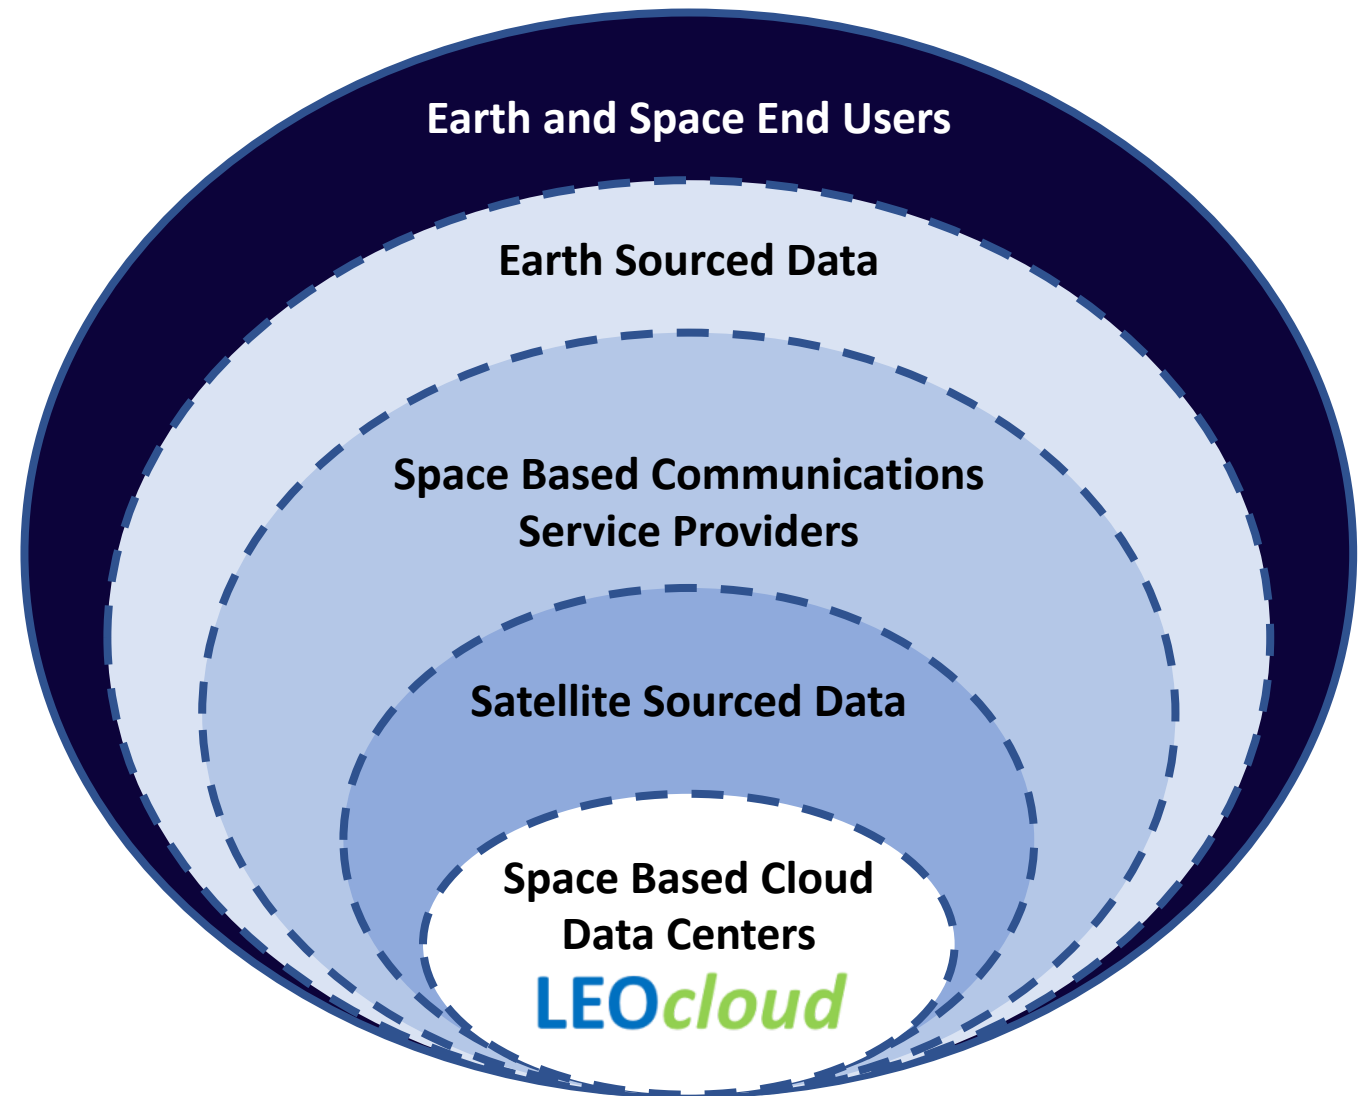 Earth and Space End Users
Earth Sourced Data
Space Based Communications
Service Providers
Satellite Sourced Data
Space Based Cloud
Data Centers
LEOcloud